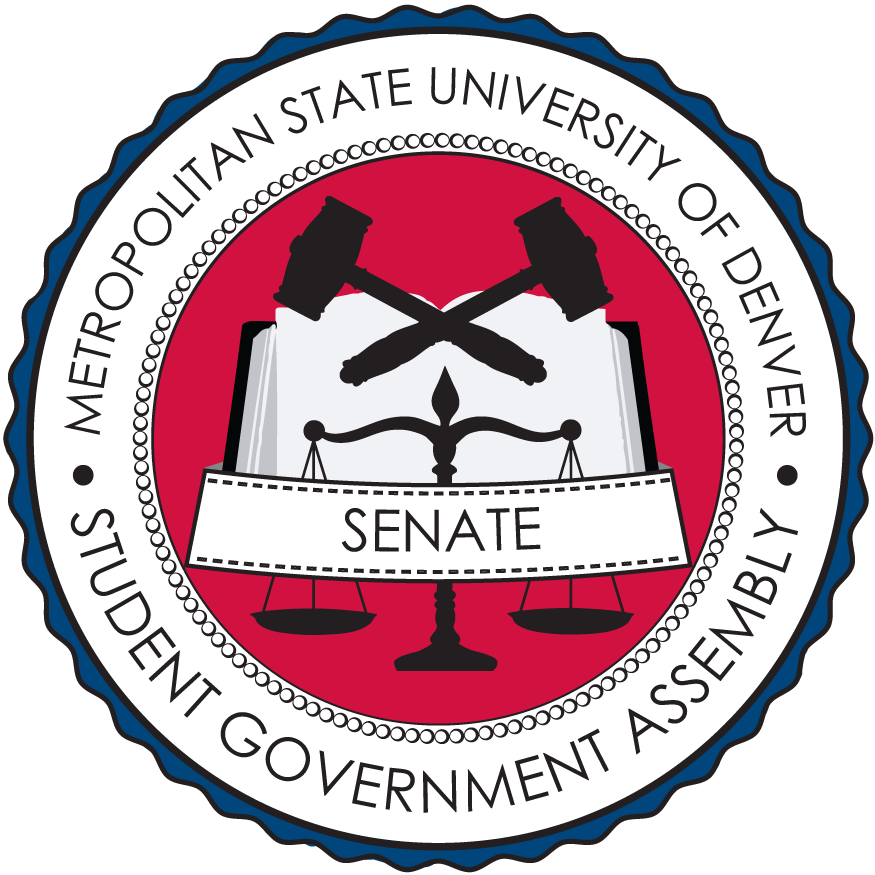 METROPOLITAN STATE UNIVERSITY OF DENVER
SENATE
STUDENT GOVERNMENT ASSEMBLY